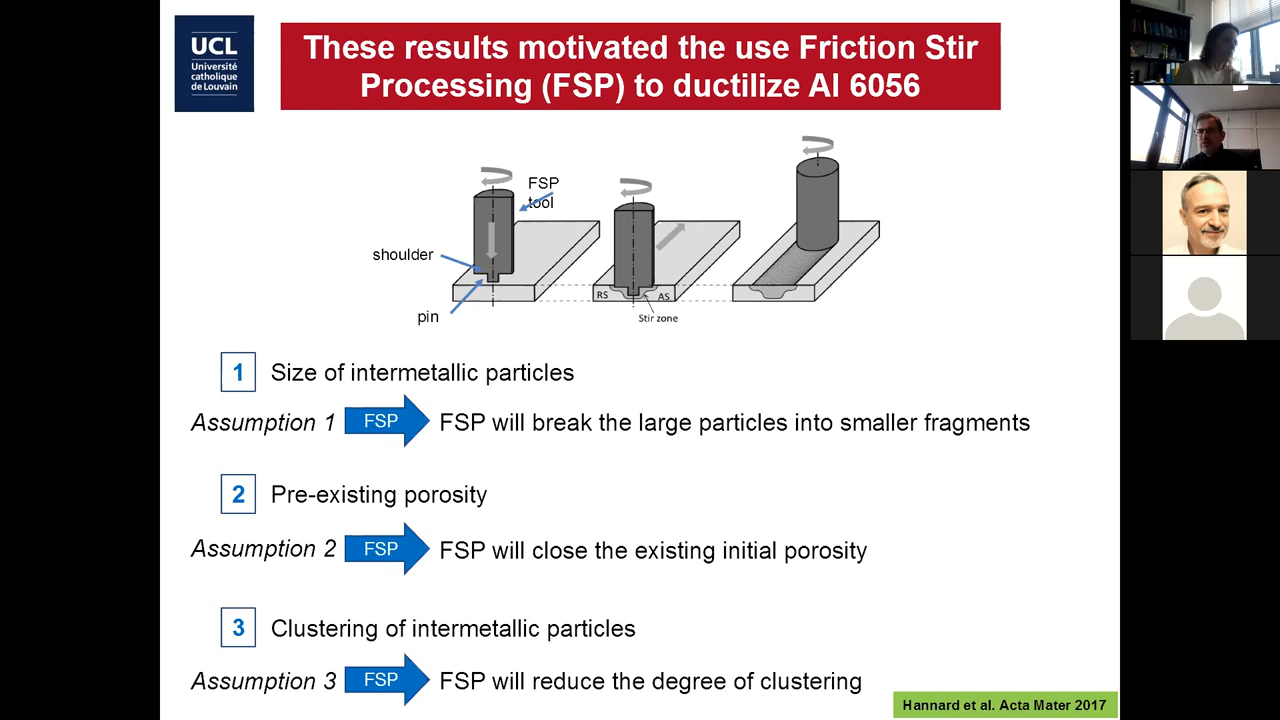 UCL
Université
catholique
de Louvain
These results motivated the use Friction Stir
Processing (FSP) to ductilize Al 6056
FSP
tool
shoulder
pin
RS
AS
Stir zone
1 Size of intermetallic particles
Assumption 1 FSP FSP will break the large particles into smaller fragments
2 Pre-existing porosity
Assumption 2 FSP FSP will close the existing initial porosity
3 Clustering of intermetallic particles
Assumption 3 FSP FSP will reduce the degree of clustering
Hannard et al. Acta Mater 2017